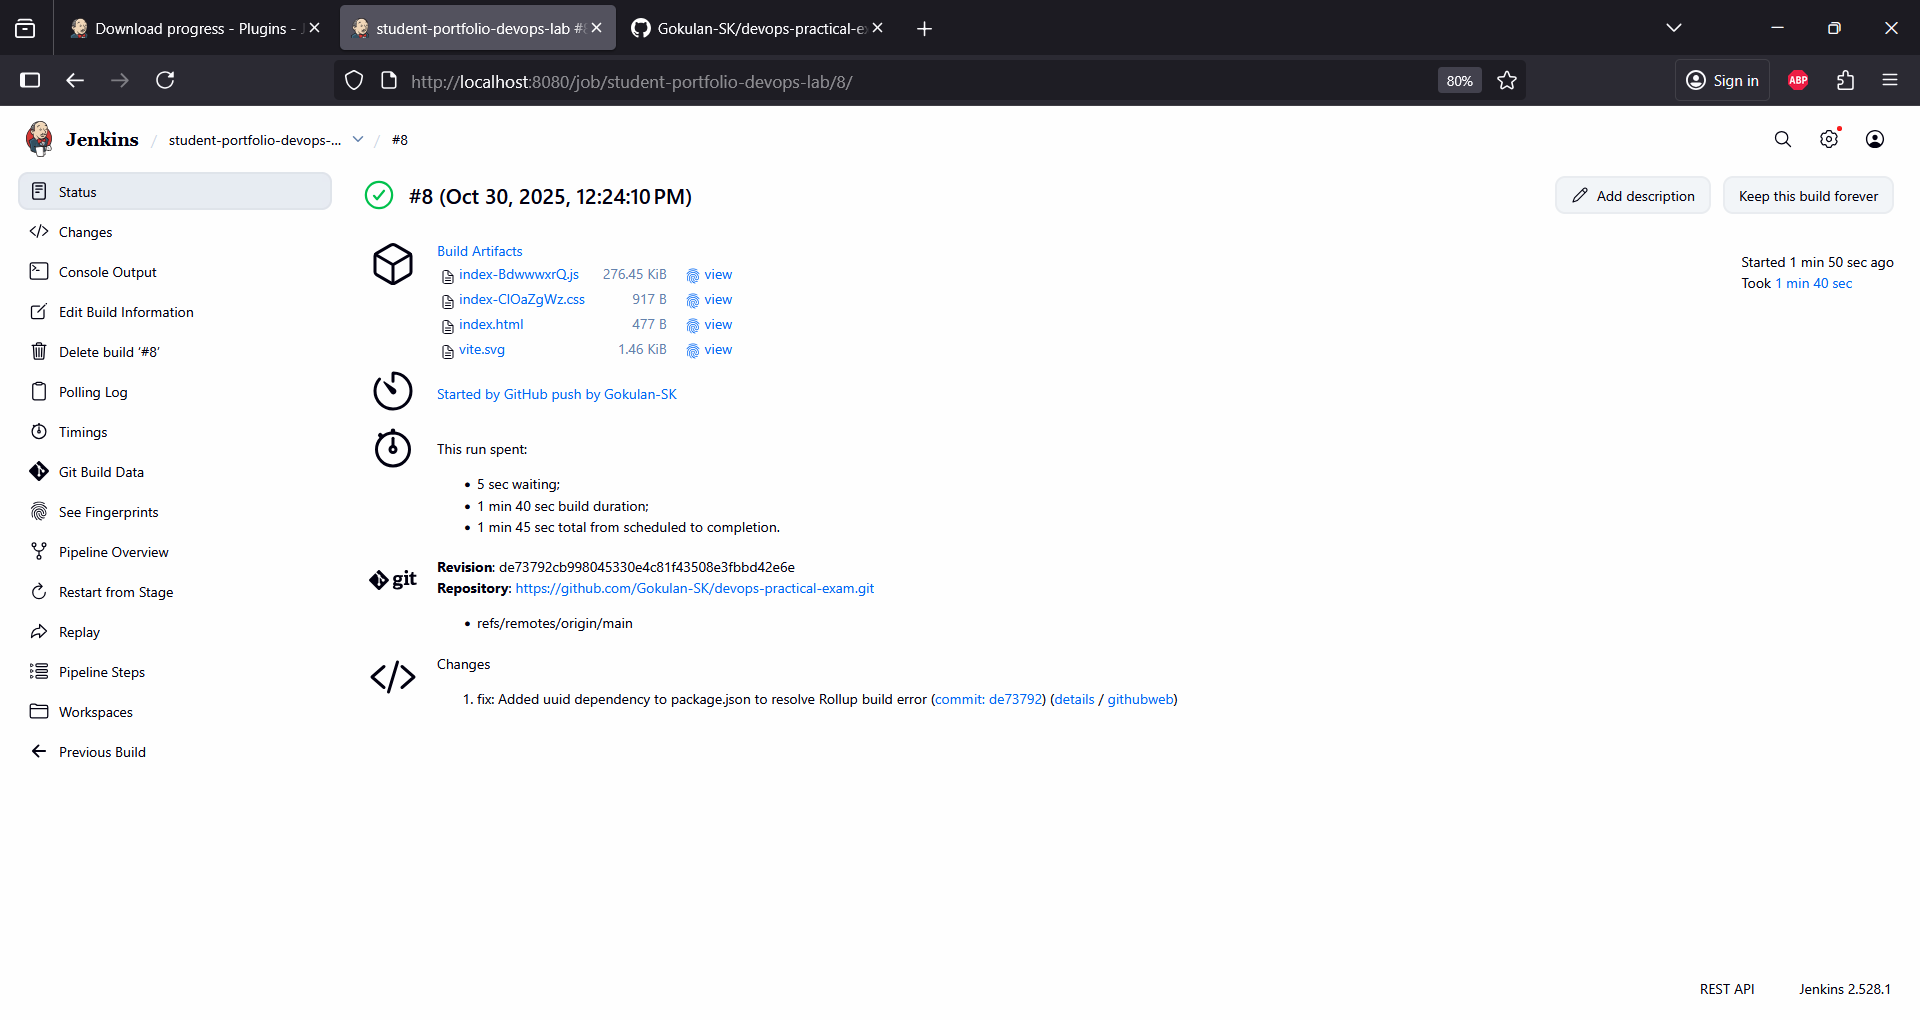 Download progress - Plugins - J
student-portfolio-devops-lab #8
Gokulan-SK/devops-practical-e
http://localhost:8080/job/student-portfolio-devops-lab/8/
80%
Sign in
ABP
Jenkins / student-portfolio-devops-... / #8
Status
Changes
Console Output
Edit Build Information
Delete build ‘#8’
Polling Log
Timings
Git Build Data
See Fingerprints
Pipeline Overview
Restart from Stage
Replay
Pipeline Steps
Workspaces
Previous Build
#8 (Oct 30, 2025, 12:24:10 PM)
Add description
Keep this build forever
Started 1 min 50 sec ago
Took 1 min 40 sec
Build Artifacts
index-BdwwwxrQ.js 276.45 KiB view
index-ClOaZgWz.css 917 B view
index.html 477 B view
vite.svg 1.46 KiB view
Started by GitHub push by Gokulan-SK
This run spent:
• 5 sec waiting;
• 1 min 40 sec build duration;
• 1 min 45 sec total from scheduled to completion.
git
Revision: de73792cb998045330e4c81f43508e3fbbd42e6e
Repository: https://github.com/Gokulan-SK/devops-practical-exam.git
• refs/remotes/origin/main
Changes
1. fix: Added uuid dependency to package.json to resolve Rollup build error (commit: de73792) (details / githubweb)
REST API
Jenkins 2.528.1